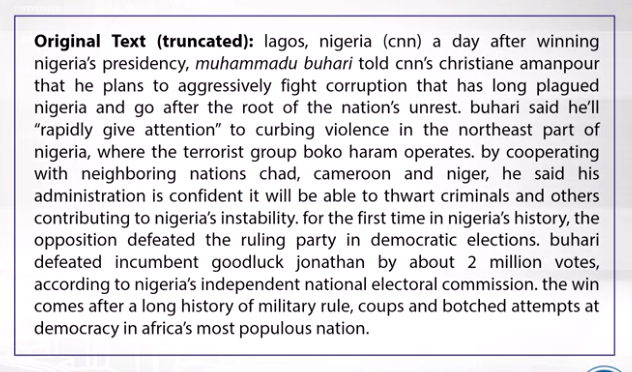 Original Text (truncated): lagos, nigeria (cnn) a day after winning
nigeria’s presidency, muhammadu buhari told cnn’s christiane amanpour
that he plans to aggressively fight corruption that has long plagued
nigeria and go after the root of the nation’s unrest. buhari said he’ll
“rapidly give attention” to curbing violence in the northeast part of
nigeria, where the terrorist group boko haram operates. by cooperating
with neighboring nations chad, cameroon and niger, he said his
administration is confident it will be able to thwart criminals and others
contributing to nigeria’s instability. for the first time in nigeria’s history, the
opposition defeated the ruling party in democratic elections. buhari
defeated incumbent goodluck jonathan by about 2 million votes,
according to nigeria’s independent national electoral commission. the win
comes after a long history of military rule, coups and botched attempts at
democracy in africa’s most populous nation.